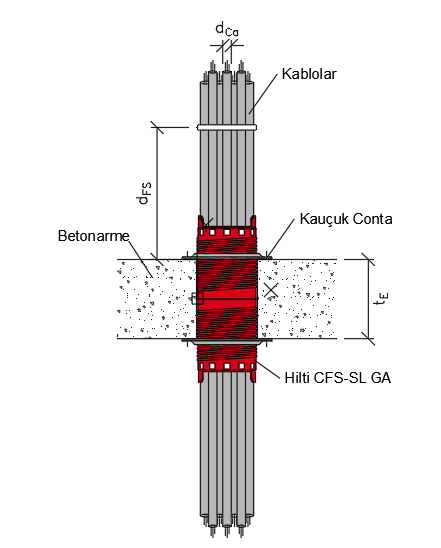 dCa
Kablolar
dFS
Kauçuk Conta
Betonarme
tE
Hilti CFS-SL GA